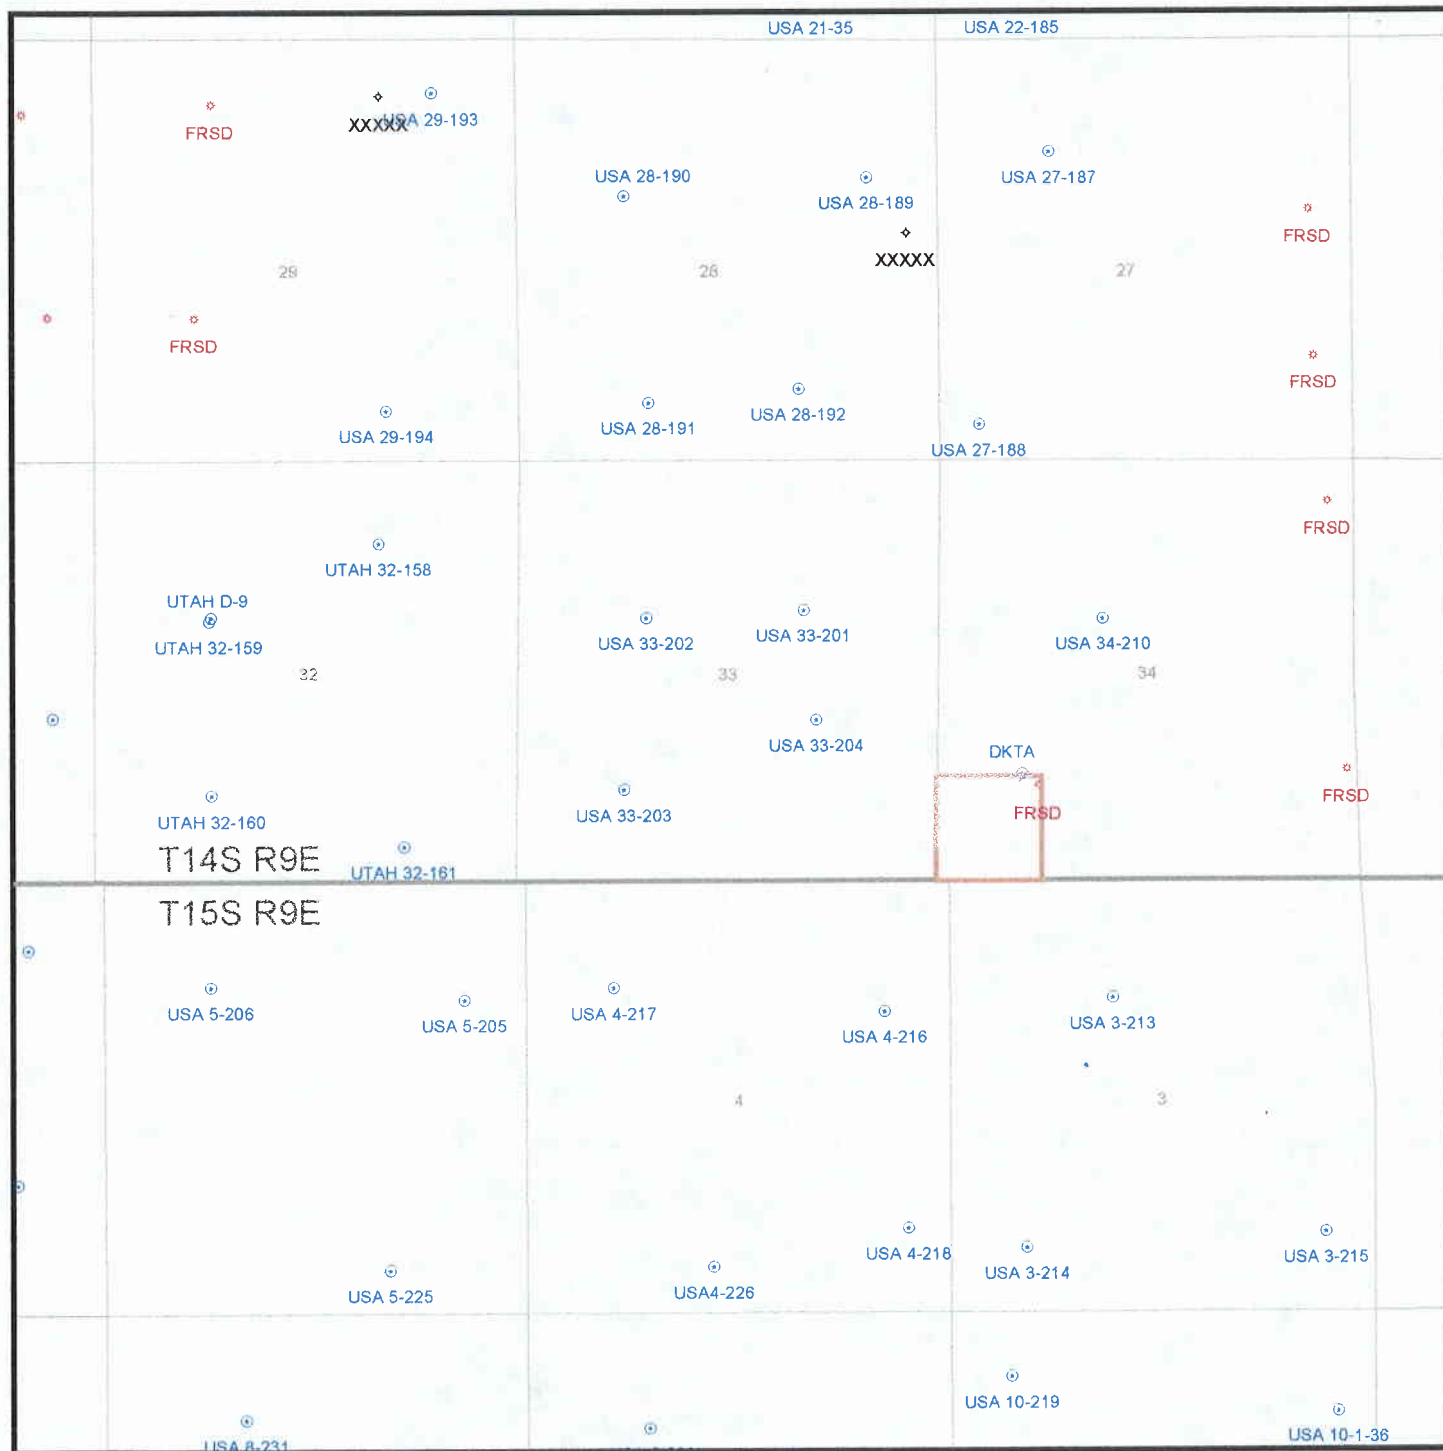 USA 21-35
USA 22-185
FRSD
XXXXX
USA 29-193
USA 28-190
USA 28-189
USA 27-187
XXXXX
FRSD
29
28
27
FRSD
FRSD
USA 29-194
USA 28-191
USA 28-192
USA 27-188
FRSD
UTAH 32-158
UTAH D-9
UTAH 32-159
USA 33-202
USA 33-201
USA 34-210
32
33
34
USA 33-204
DKTA
UTAH 32-160
USA 33-203
FRSD
FRSD
T14S R9E
UTAH 32-161
T15S R9E
USA 5-206
USA 5-205
USA 4-217
USA 4-216
USA 3-213
4
3
USA 5-225
USA4-226
USA 4-218
USA 3-214
USA 3-215
USA 10-219
USA 8-231
USA 10-1-36